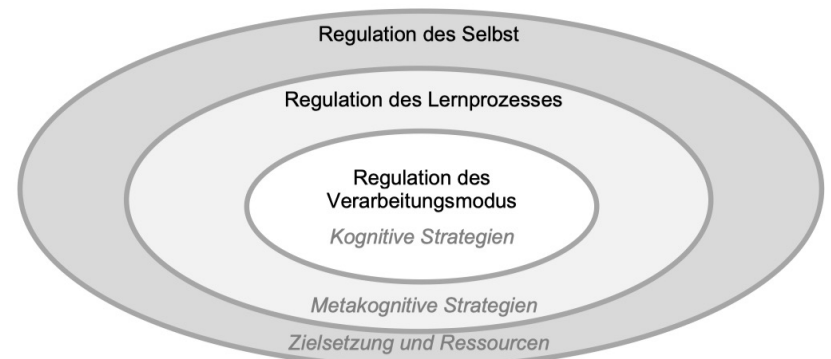 Regulation des Selbst
Regulation des Lernprozesses
Regulation des
Verarbeitungsmodus
Kognitive Strategien
Metakognitive Strategien
Zielsetzung und Ressourcen